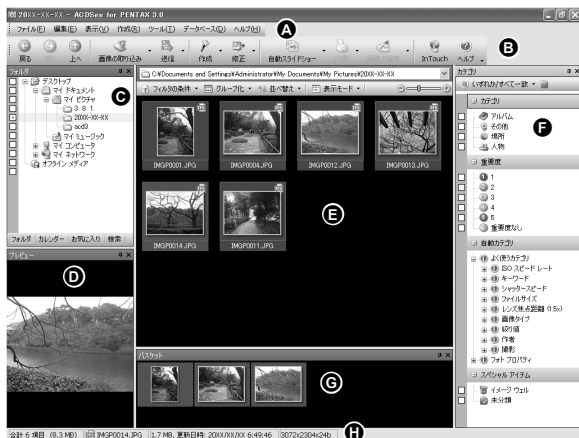 20XX-XX-XX - ACDSee for PENTAX 3.0
ファイル(F) 編集(E) 表示(V) 作成(R) ツール(T) データベース(D) ヘルプ(H)
A
戻る 上へ 画像の取り込み 送信 作成 修正 自動スライドショー InTouch ヘルプ
B
フォルダ
デスクトップ
マイ ドキュメント
マイ ピクチャ
3 8 1
20XX-XX-XX
acd3
マイ ミュージック
マイ コンピュータ
マイ ネットワーク
オフライン メディア
C
フォルダ カレンダー お気に入り 検索
プレビュー
D
C:¥Documents and Settings¥Administrator¥My Documents¥My Pictures¥20XX-XX-XX
フィルタの条件 グループ化 並べ替え 表示モード
IMGP0001.JPG IMGP0004.JPG IMGP0012.JPG IMGP0013.JPG
IMGP0014.JPG IMGP0011.JPG
E
バスケット
G
カテゴリ
いずれか/すべて一致
カテゴリ
アルバム
その他
場所
人物
F
重要度
1
2
3
4
5
重要度なし
自動カテゴリ
よく使うカテゴリ
ISO スピード レート
キーワード
シャッタースピード
ファイルサイズ
レンズ焦点距離 (1.5x)
画像タイプ
絞り値
作者
撮影
フォト プロパティ
スペシャル アイテム
イメージ ウェル
未分類
合計 6 項目 (8.3 MB) IMGP0014.JPG 1.7 MB, 更新日時: 20XX/XX/XX 6:49:46 3072x2304x24b
H